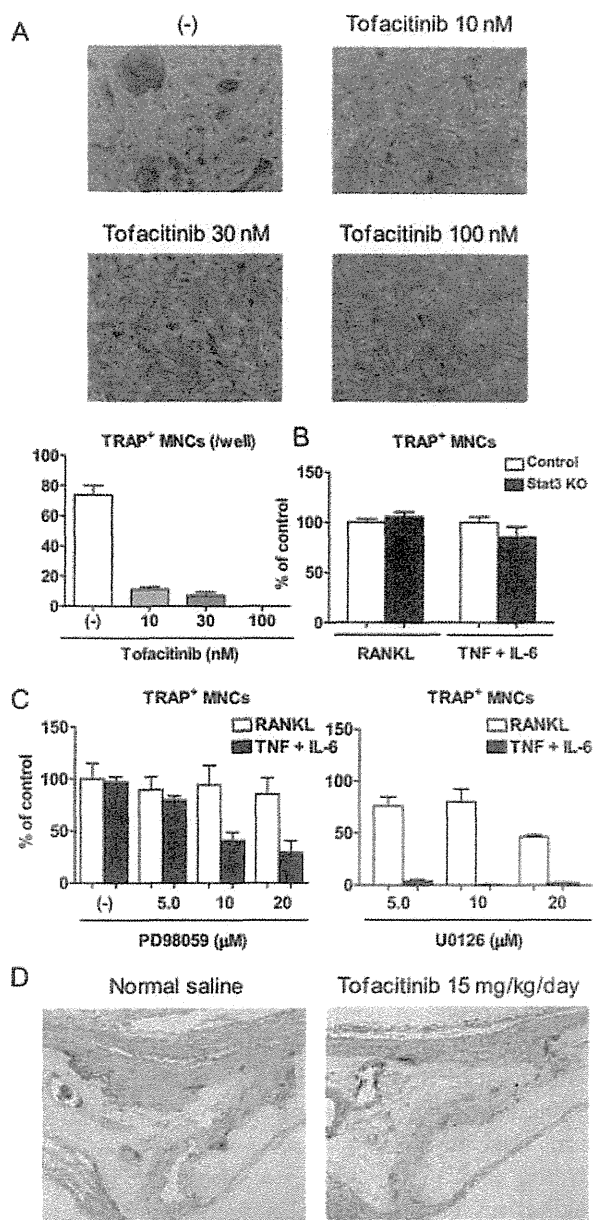 A
(-)
Tofacitinib 10 nM
Tofacitinib 30 nM
Tofacitinib 100 nM
TRAP⁺ MNCs (/well)
100
80
60
40
20
0
(-) 10 30 100
Tofacitinib (nM)
B
TRAP⁺ MNCs
Control
Stat3 KO
% of control
150
100
50
0
RANKL TNF + IL-6
C
TRAP⁺ MNCs
RANKL
TNF + IL-6
% of control
150
100
50
0
(-) 5.0 10 20
PD98059 (μM)
TRAP⁺ MNCs
RANKL
TNF + IL-6
150
100
50
0
5.0 10 20
U0126 (μM)
D
Normal saline
Tofacitinib 15 mg/kg/day